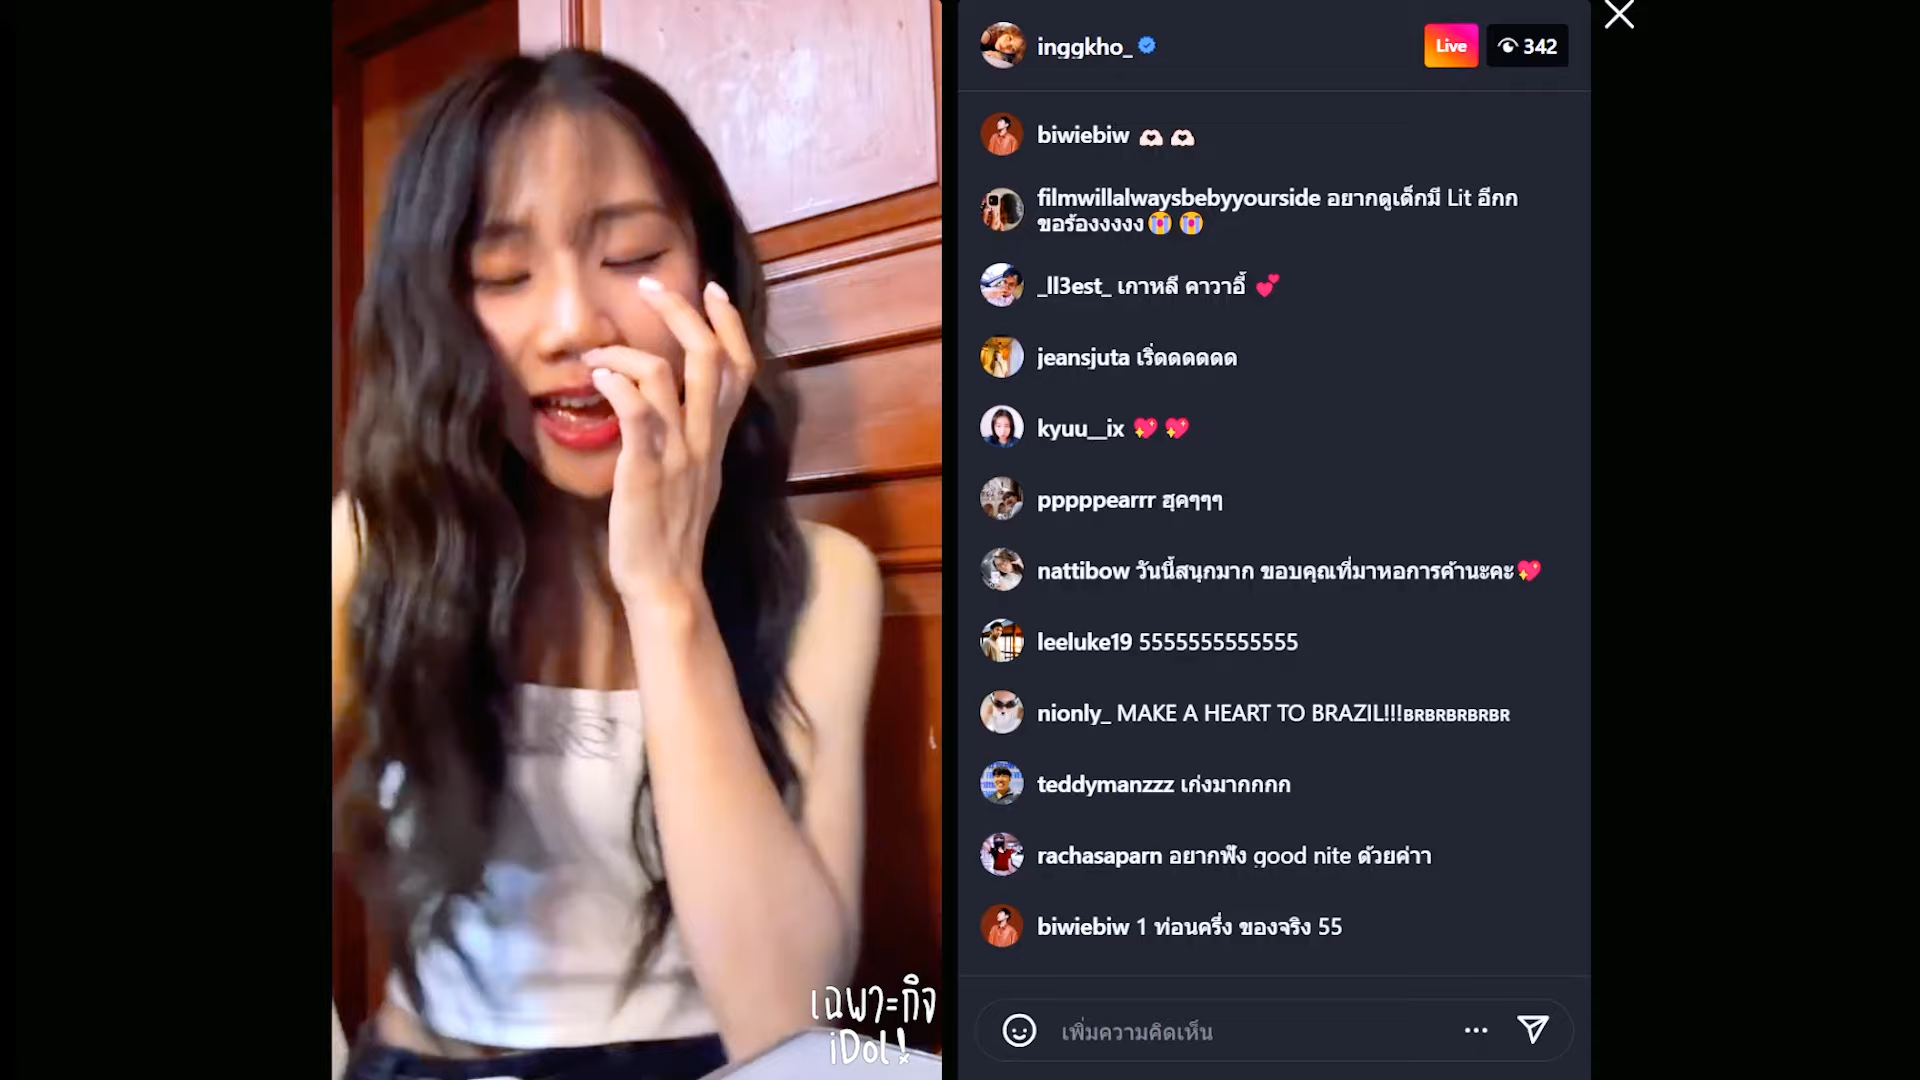 inggkho_
Live
342
biwiebiw 🫶🏻 🫶🏻
filmwillalwaysbebyyourside อยากดูเด็กมี Lit อีกก
ขอร้องงงงง😭 😭
_ll3est_ เกาหลี คาวาอี้ 💕
jeansjuta เริ่ดดดดดด
kyuu__ix 💖 💖
pppppearrr ฮุคๆๆๆ
nattibow วันนี้สนุกมาก ขอบคุณที่มาหอการค้านะคะ💖
leeluke19 5555555555555
nionly_ MAKE A HEART TO BRAZIL!!!BRBRBRBRBR
teddymanzzz เก่งมากกกก
rachasaparn อยากฟัง good nite ด้วยค่าา
biwiebiw 1 ท่อนครึ่ง ของจริง 55
เพิ่มความคิดเห็น
เฉพาะกิจ
iDol!